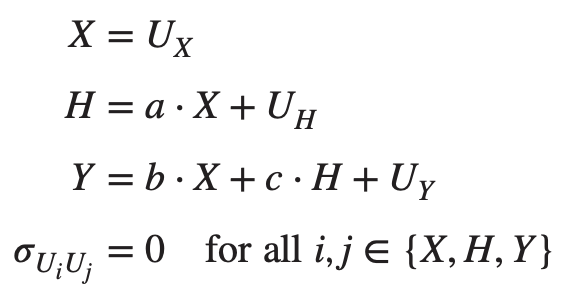 X = U_X
H = a · X + U_H
Y = b · X + c · H + U_Y
σ_{U_i U_j} = 0 for all i, j ∈ {X, H, Y}